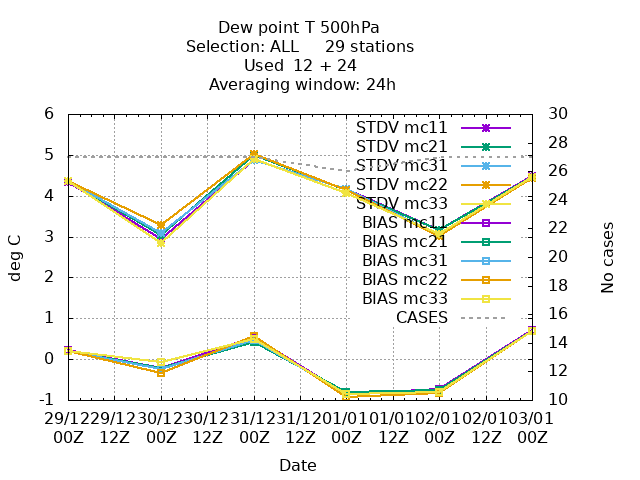 Dew point T 500hPa
Selection: ALL     29 stations
Used  12 + 24
Averaging window: 24h
6
5
4
3
2
1
0
-1
deg C
30
28
26
24
22
20
18
16
14
12
10
No cases
STDV mc11
STDV mc21
STDV mc31
STDV mc22
STDV mc33
BIAS mc11
BIAS mc21
BIAS mc31
BIAS mc22
BIAS mc33
CASES
29/12 29/12 30/12 30/12 31/12 31/12 01/01 01/01 02/01 02/01 03/01
00Z 12Z 00Z 12Z 00Z 12Z 00Z 12Z 00Z 12Z 00Z
Date